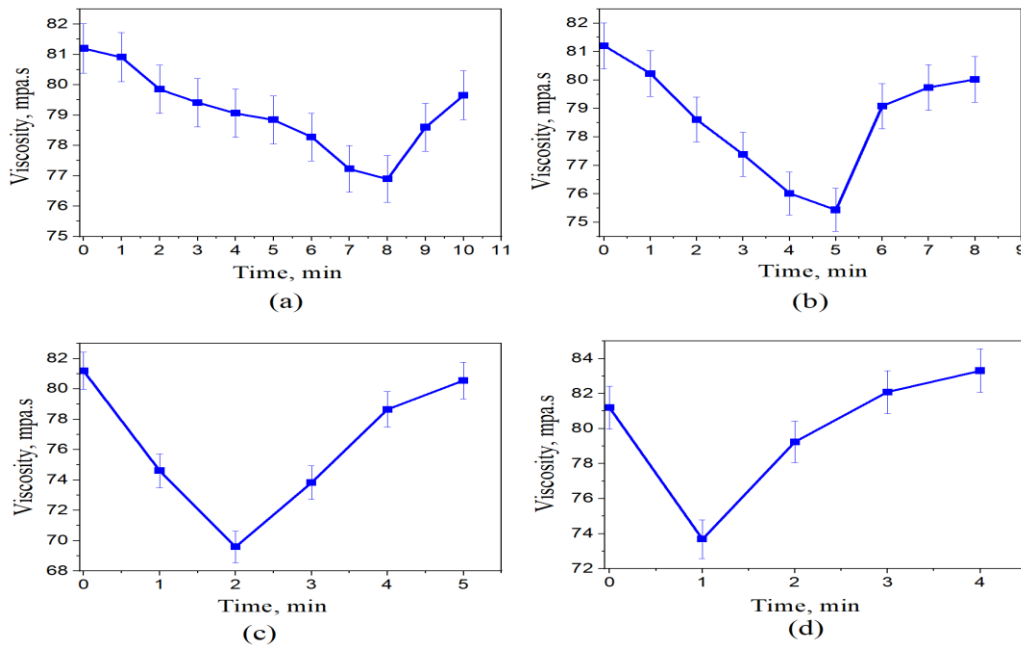 82
81
80
79
78
77
76
75
Viscosity, mpa.s
0 1 2 3 4 5 6 7 8 9 10 11
Time, min
(a)
82
81
80
79
78
77
76
75
Viscosity, mpa.s
0 1 2 3 4 5 6 7 8 9
Time, min
(b)
82
80
78
76
74
72
70
68
Viscosity, mpa.s
0 1 2 3 4 5
Time, min
(c)
84
82
80
78
76
74
72
Viscosity, mpa.s
0 1 2 3 4
Time, min
(d)